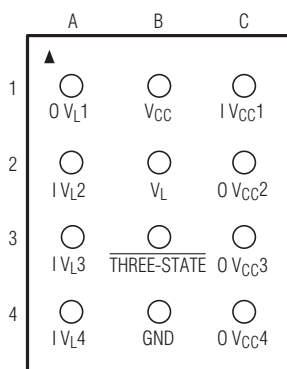 A B C
1
O VL1 VCC I VCC1
2
I VL2 VL O VCC2
3
I VL3 THREE-STATE O VCC3
4
I VL4 GND O VCC4